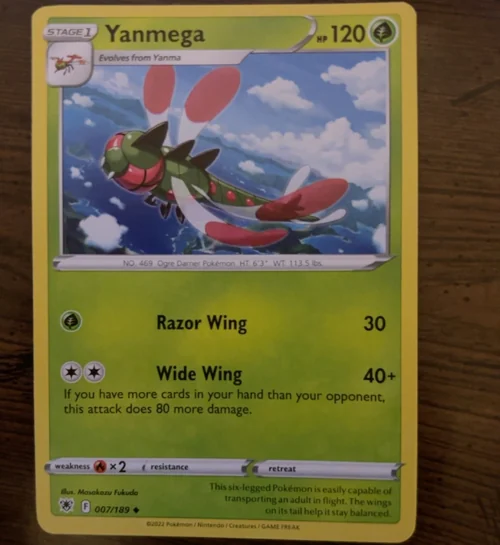 STAGE 1 Yanmega HP 120
Evolves from Yanma
NO. 469 Ogre Darner Pokémon HT: 6'3" WT: 113.5 lbs.
Razor Wing 30
Wide Wing 40+
If you have more cards in your hand than your opponent,
this attack does 80 more damage.
weakness ×2 resistance retreat
Illus. Masakazu Fukuda
F 007/189
This six-legged Pokémon is easily capable of
transporting an adult in flight. The wings
on its tail help it stay balanced.
©2022 Pokémon / Nintendo / Creatures / GAME FREAK